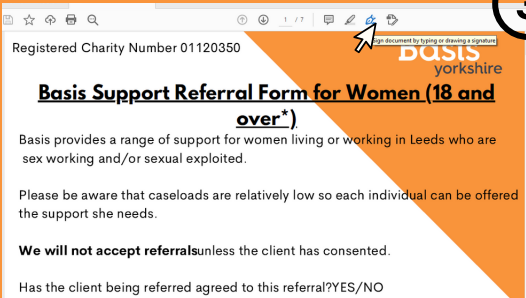 1 / 7
Sign document by typing or drawing a signature
Registered Charity Number 01120350
basis
yorkshire
Basis Support Referral Form for Women (18 and
over*)
Basis provides a range of support for women living or working in Leeds who are
sex working and/or sexual exploited.
Please be aware that caseloads are relatively low so each individual can be offered
the support she needs.
We will not accept referralsunless the client has consented.
Has the client being referred agreed to this referral?YES/NO